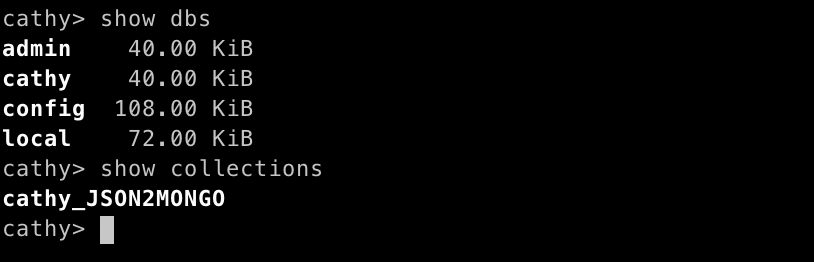 cathy> show dbs
admin    40.00 KiB
cathy    40.00 KiB
config  108.00 KiB
local    72.00 KiB
cathy> show collections
cathy_JSON2MONGO
cathy>